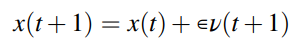 x(t + 1) = x(t) + ϵν(t + 1)